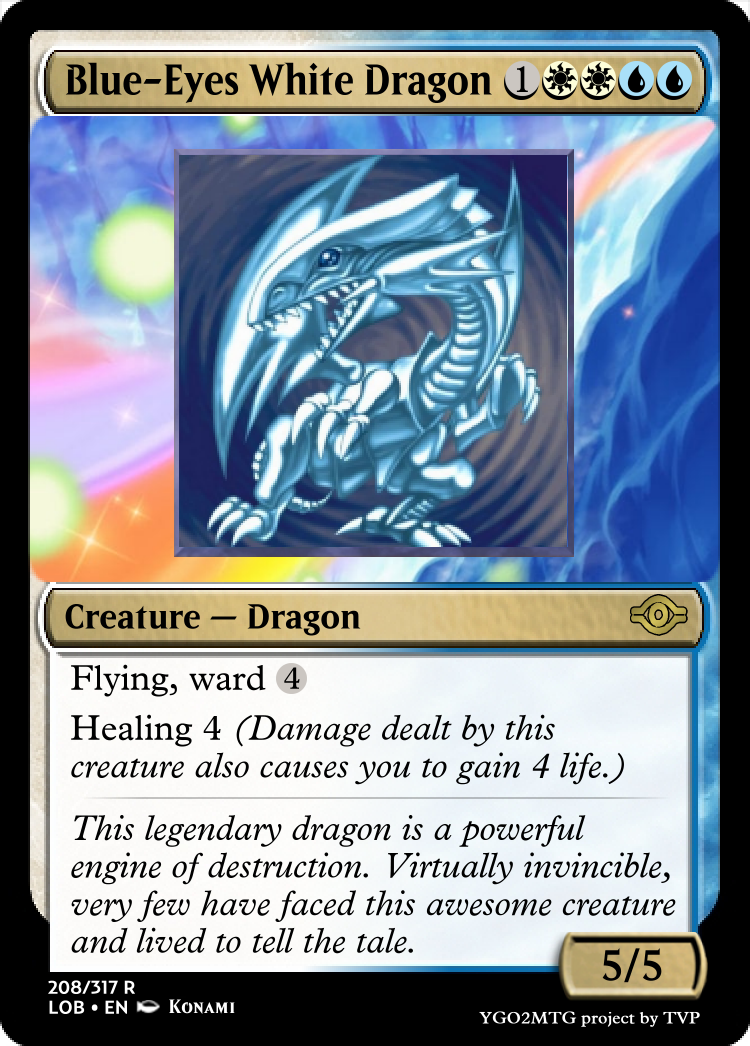 Blue-Eyes White Dragon 1
Creature — Dragon
Flying, ward 4
Healing 4 (Damage dealt by this
creature also causes you to gain 4 life.)
This legendary dragon is a powerful
engine of destruction. Virtually invincible,
very few have faced this awesome creature
and lived to tell the tale.
5/5
208/317 R
LOB • EN Konami
YGO2MTG project by TVP